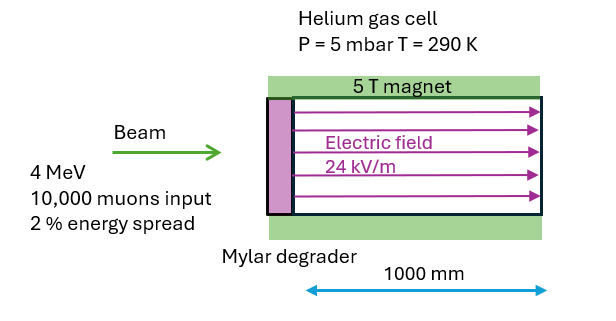 Helium gas cell
P = 5 mbar T = 290 K
5 T magnet
Beam
Electric field
24 kV/m
4 MeV
10,000 muons input
2 % energy spread
Mylar degrader
1000 mm